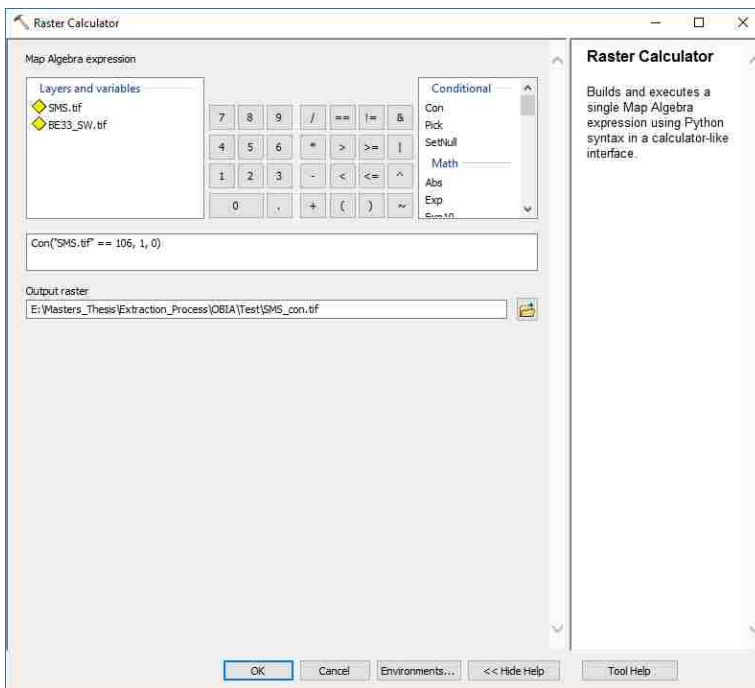 Raster Calculator
Map Algebra expression
Layers and variables
SMS.tif
BE33_SW.tif
7 8 9 / == != &
4 5 6 * > >= |
1 2 3 - < <= ^
0 . + ( ) ~
Conditional
Con
Pick
SetNull
Math
Abs
Exp
Exp10
Con("SMS.tif" == 106, 1, 0)
Output raster
E:\Masters_Thesis\Extraction_Process\OBIA\Test\SMS_con.tif
OK
Cancel
Environments...
<< Hide Help
Tool Help
Raster Calculator
Builds and executes a
single Map Algebra
expression using Python
syntax in a calculator-like
interface.